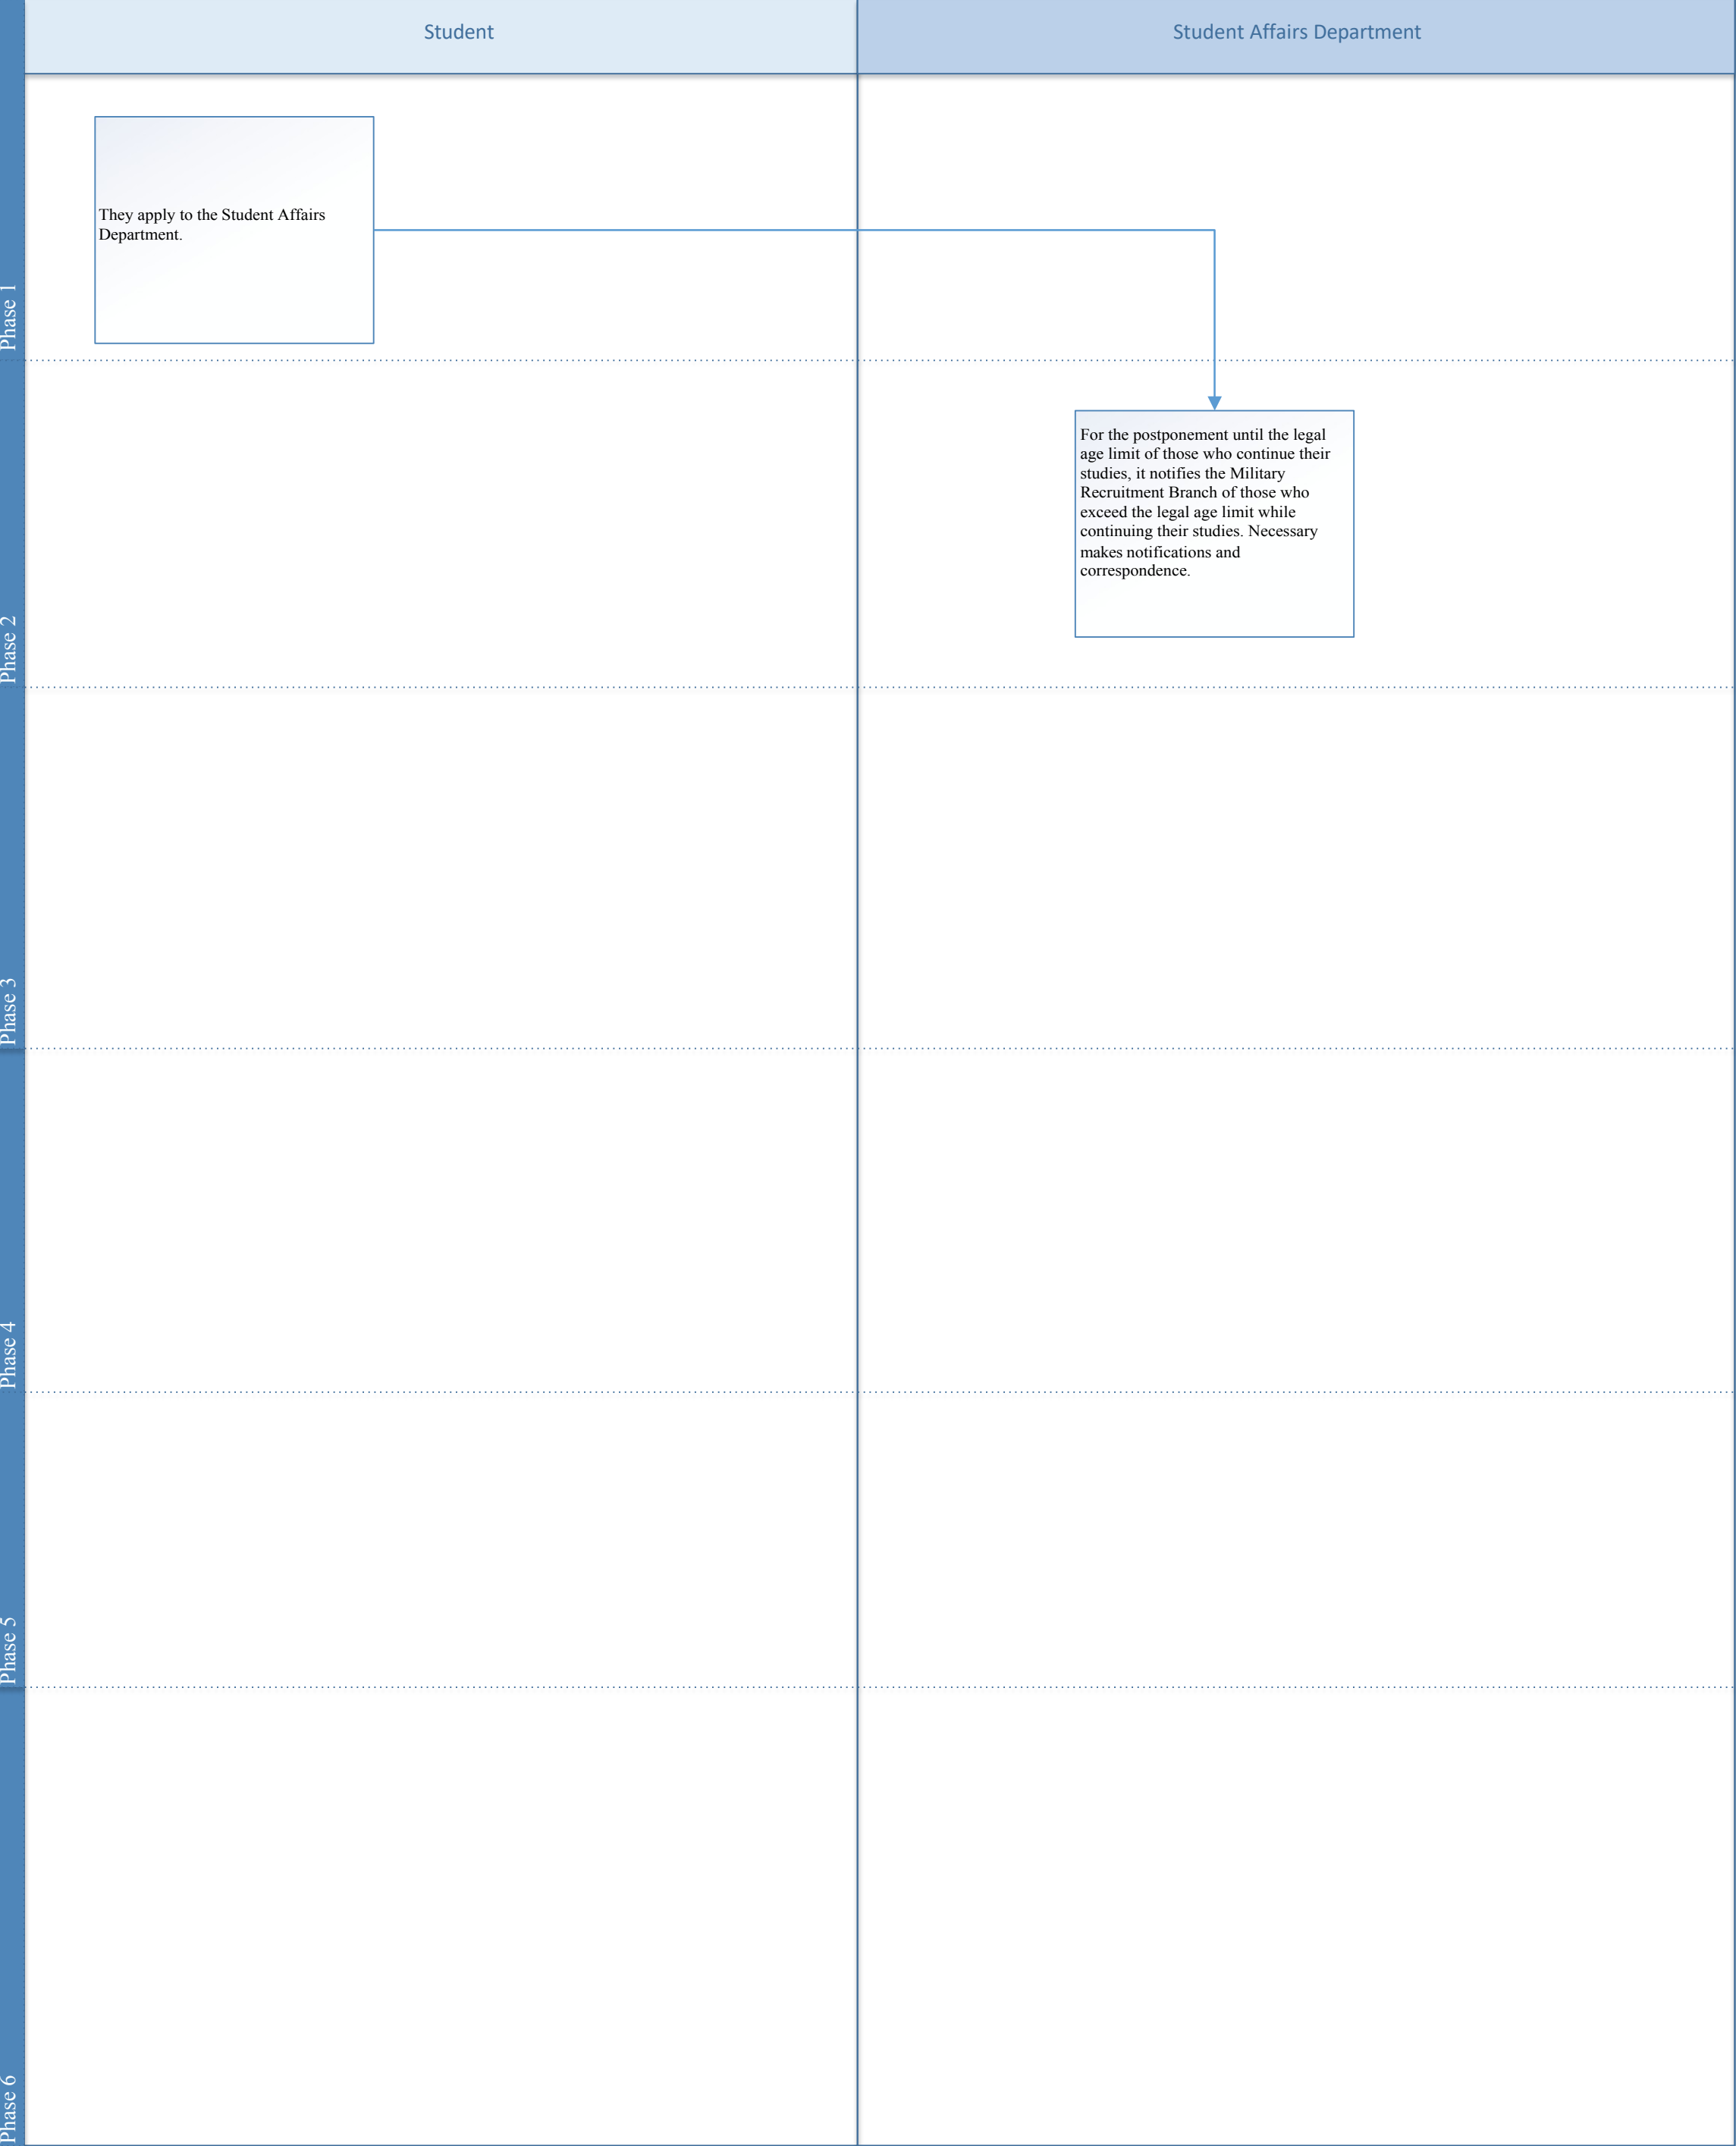 Student
Student Affairs Department
They apply to the Student Affairs
Department.
Phase 1
For the postponement until the legal
age limit of those who continue their
studies, it notifies the Military
Recruitment Branch of those who
exceed the legal age limit while
continuing their studies. Necessary
makes notifications and
correspondence.
Phase 2
Phase 3
Phase 4
Phase 5
Phase 6